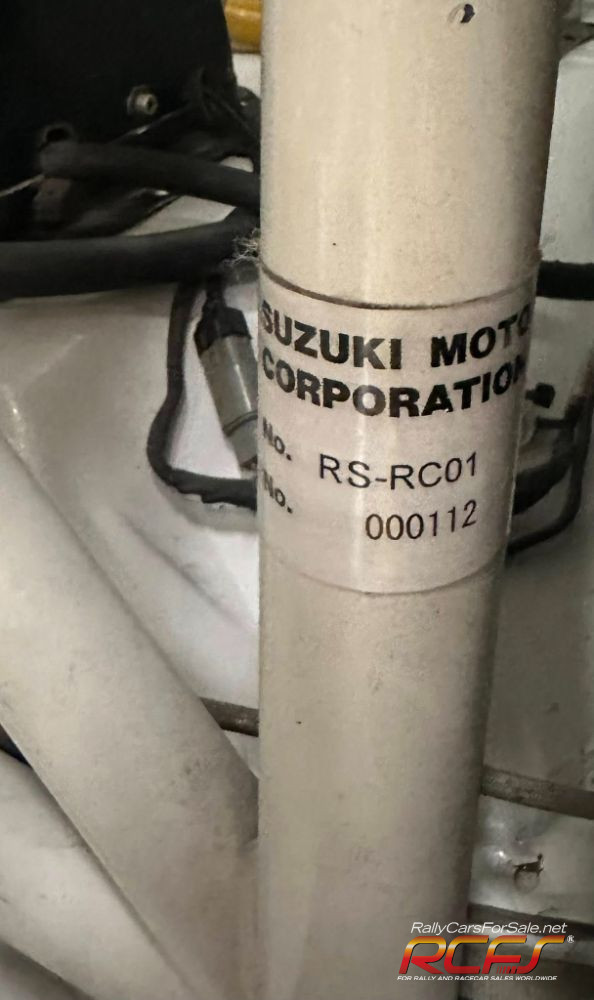 SUZUKI MOTO
CORPORATION
No. RS-RC01
No. 000112
RallyCarsForSale.net
RCFS®
FOR RALLY AND RACECAR SALES WORLDWIDE